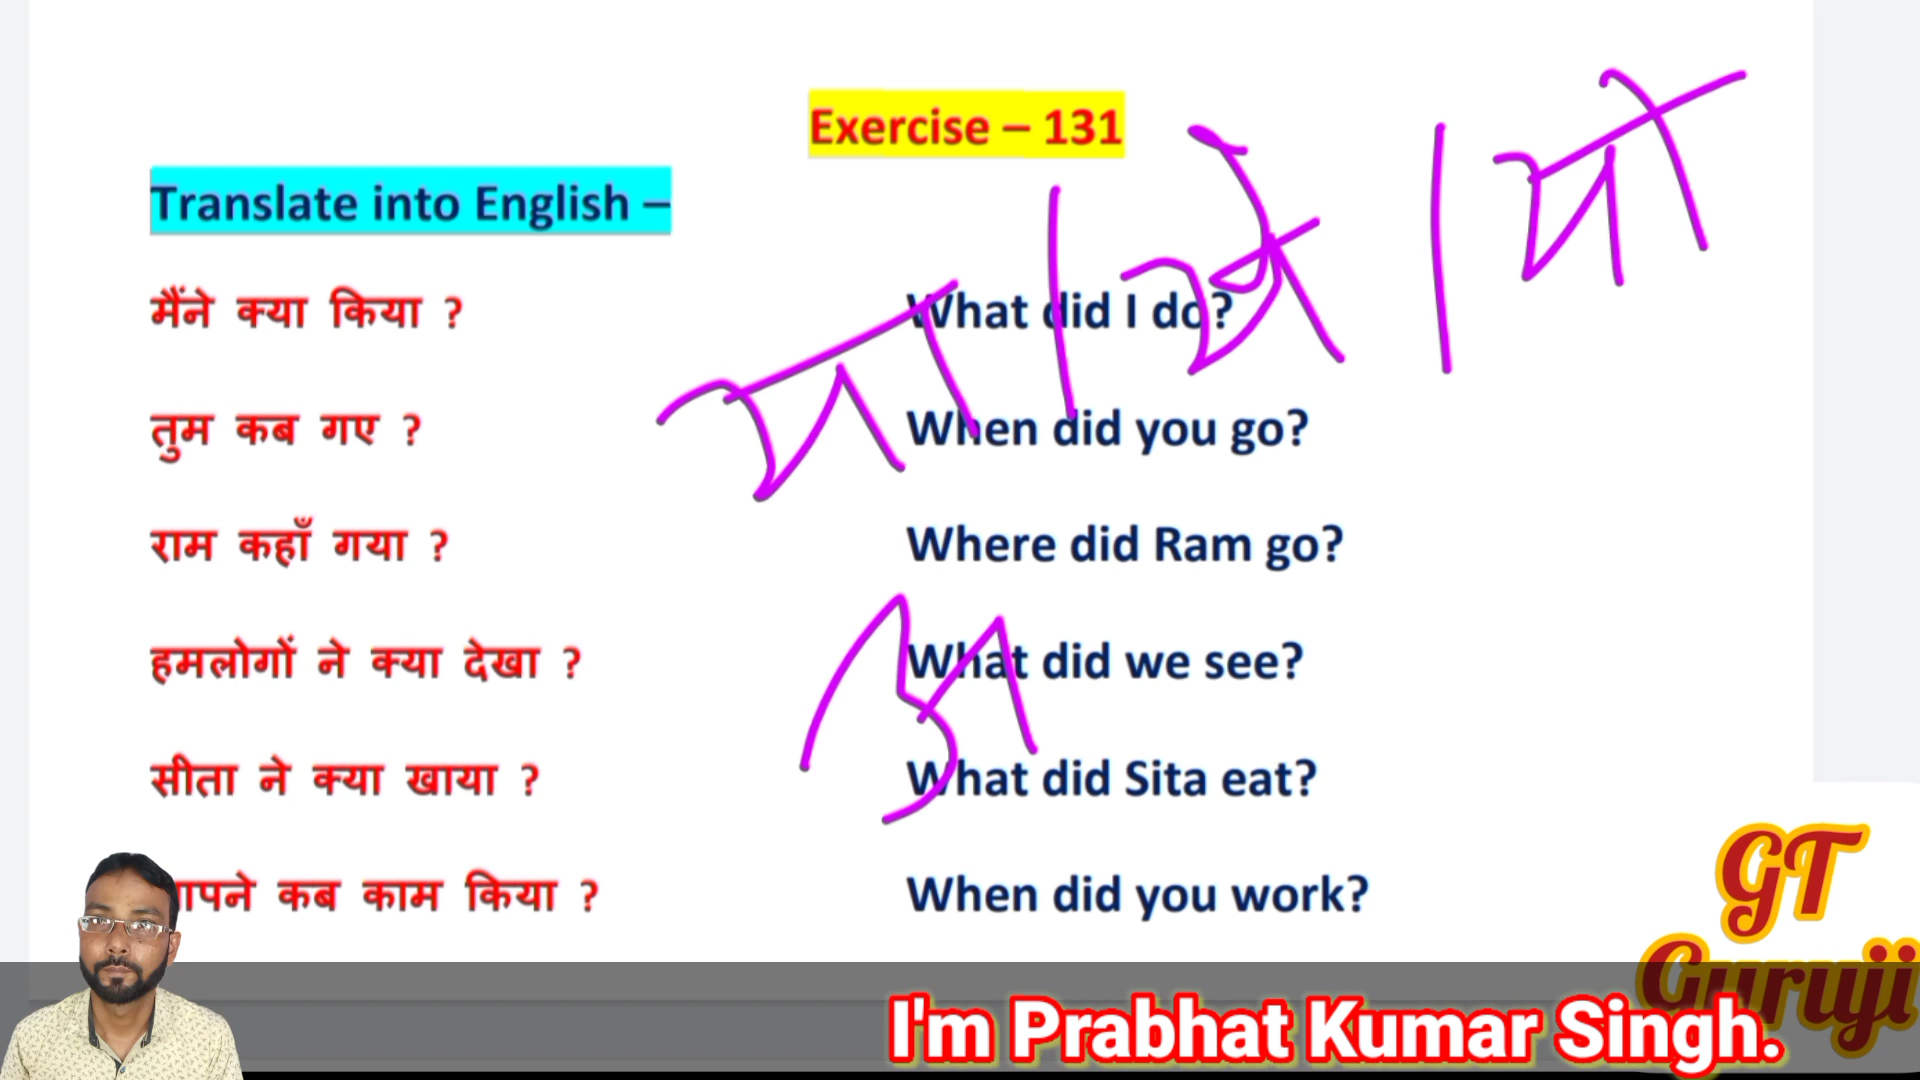 Exercise – 131
Translate into English –
मैंने क्या किया ? What did I do?
तुम कब गए ? When did you go?
राम कहाँ गया ? Where did Ram go?
हमलोगों ने क्या देखा ? What did we see?
सीता ने क्या खाया ? What did Sita eat?
कब काम किया ? When did you work?
GT
Guruji
I'm Prabhat Kumar Singh.